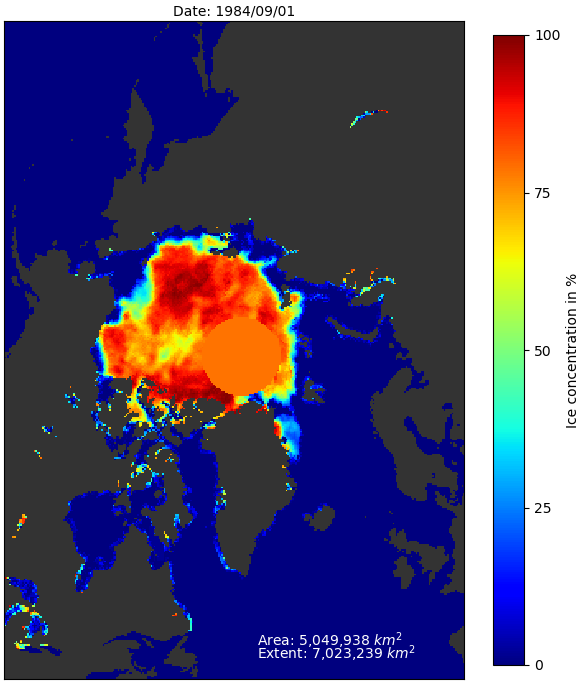 Date: 1984/09/01
100
75
50
25
0
Ice concentration in %
Area: 5,049,938 km²
Extent: 7,023,239 km²